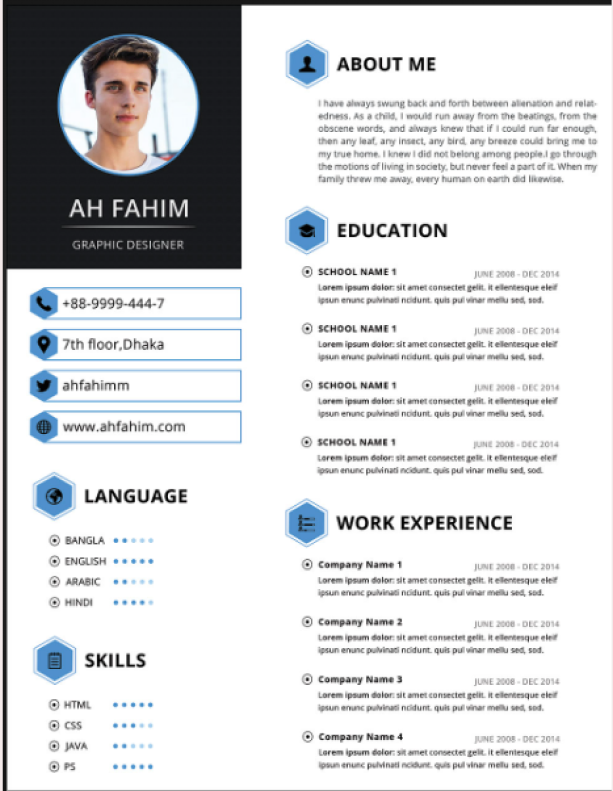 AH FAHIM
GRAPHIC DESIGNER
+88-9999-444-7
7th floor,Dhaka
ahfahimm
www.ahfahim.com
LANGUAGE
BANGLA
ENGLISH
ARABIC
HINDI
SKILLS
HTML
CSS
JAVA
PS
ABOUT ME
I have always swung back and forth between alienation and relat-
edness. As a child, I would run away from the beatings, from the
obscene words, and always knew that if I could run far enough,
then any leaf, any insect, any bird, any breeze could bring me to
my true home. I knew I did not belong among people.I go through
the motions of living in society, but never feel a part of it. When my
family threw me away, every human on earth did likewise.
EDUCATION
SCHOOL NAME 1 JUNE 2008 - DEC 2014
Lorem ipsum dolor: sit amet consectet gelit. it ellentesque eleif
ipsun enunc pulvinati ncidunt. quis pul vinar mellu sed, sod.
SCHOOL NAME 1 JUNE 2008 - DEC 2014
Lorem ipsum dolor: sit amet consectet gelit. it ellentesque eleif
ipsun enunc pulvinati ncidunt. quis pul vinar mellu sed, sod.
SCHOOL NAME 1 JUNE 2008 - DEC 2014
Lorem ipsum dolor: sit amet consectet gelit. it ellentesque eleif
ipsun enunc pulvinati ncidunt. quis pul vinar mellu sed, sod.
SCHOOL NAME 1 JUNE 2008 - DEC 2014
Lorem ipsum dolor: sit amet consectet gelit. it ellentesque eleif
ipsun enunc pulvinati ncidunt. quis pul vinar mellu sed, sod.
WORK EXPERIENCE
Company Name 1 JUNE 2008 - DEC 2014
Lorem ipsum dolor: sit amet consectet gelit. it ellentesque eleif
ipsun enunc pulvinati ncidunt. quis pul vinar mellu sed, sod.
Company Name 2 JUNE 2008 - DEC 2014
Lorem ipsum dolor: sit amet consectet gelit. it ellentesque eleif
ipsun enunc pulvinati ncidunt. quis pul vinar mellu sed, sod.
Company Name 3 JUNE 2008 - DEC 2014
Lorem ipsum dolor: sit amet consectet gelit. it ellentesque eleif
ipsun enunc pulvinati ncidunt. quis pul vinar mellu sed, sod.
Company Name 4 JUNE 2008 - DEC 2014
Lorem ipsum dolor: sit amet consectet gelit. it ellentesque eleif
ipsun enunc pulvinati ncidunt. quis pul vinar mellu sed, sod.